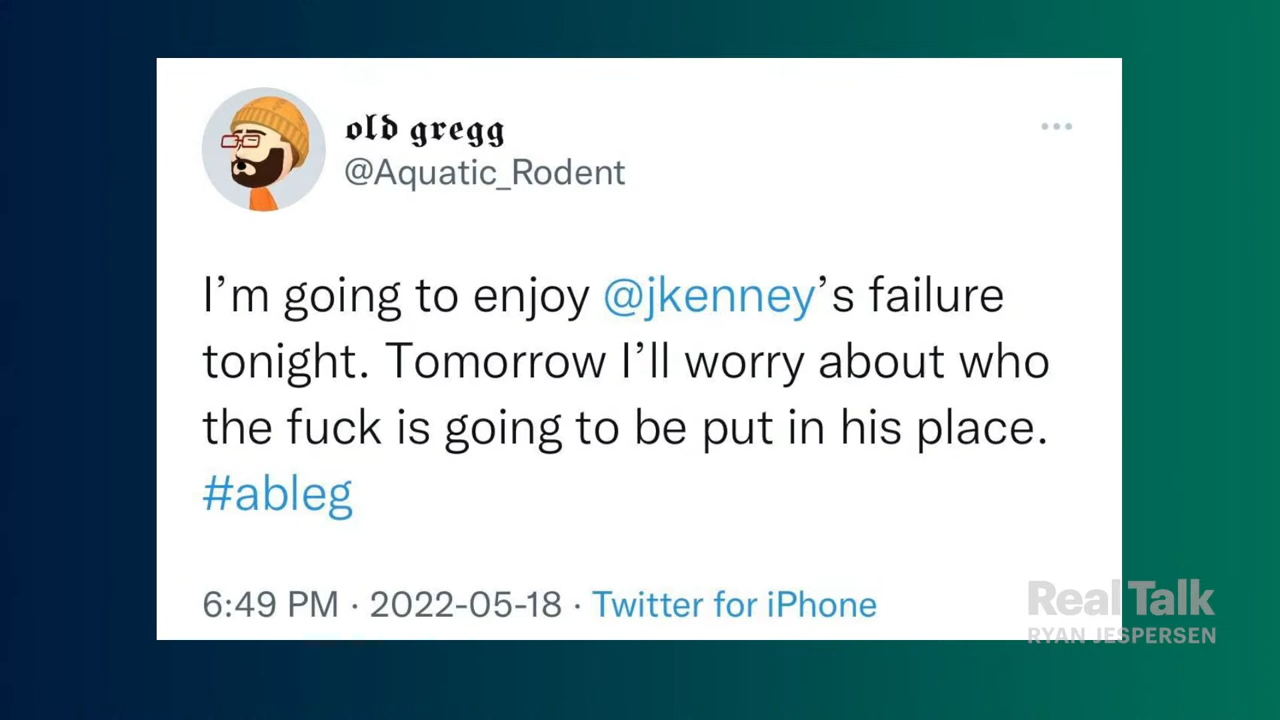 old gregg
@Aquatic_Rodent
I’m going to enjoy @jkenney’s failure
tonight. Tomorrow I’ll worry about who
the fuck is going to be put in his place.
#ableg
6:49 PM · 2022-05-18 · Twitter for iPhone
Real Talk
RYAN JESPERSEN